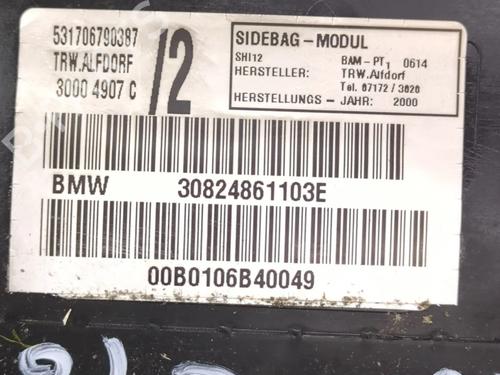 531706790387
TRW.ALFDORF
3000 4907 C
/2
SIDEBAG-MODUL
SHI12 BAM-PT1 0614
HERSTELLER: TRW.Alfdorf
Tel. 07172 / 3020
HERSTELLUNGS - JAHR: 2000
BMW 30824861103E
00B0106B40049